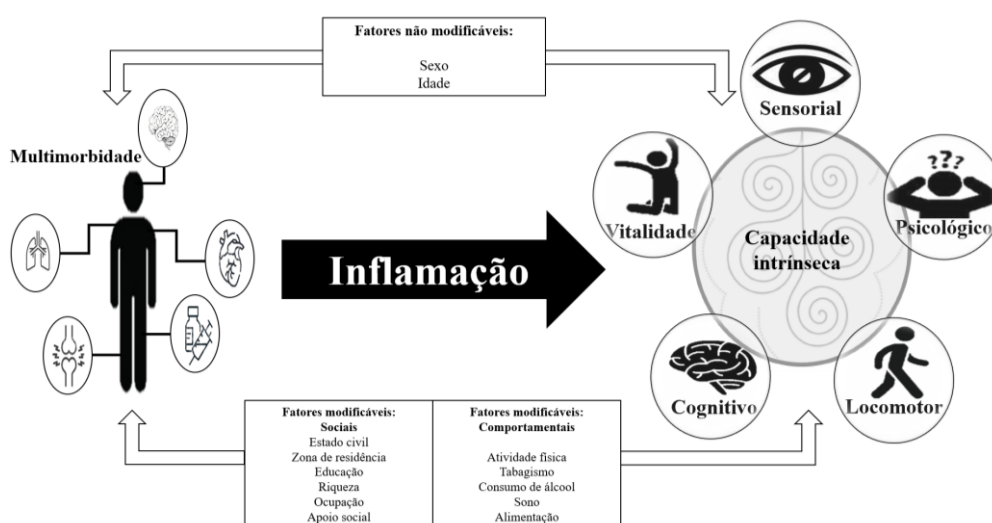 Fatores não modificáveis:
Sexo
Idade
Multimorbidade
Inflamação
Sensorial
Vitalidade
???
Psicológico
Capacidade
intrínseca
Cognitivo
Locomotor
Fatores modificáveis:
Sociais
Estado civil
Zona de residência
Educação
Riqueza
Ocupação
Apoio social
Fatores modificáveis:
Comportamentais
Atividade física
Tabagismo
Consumo de álcool
Sono
Alimentação